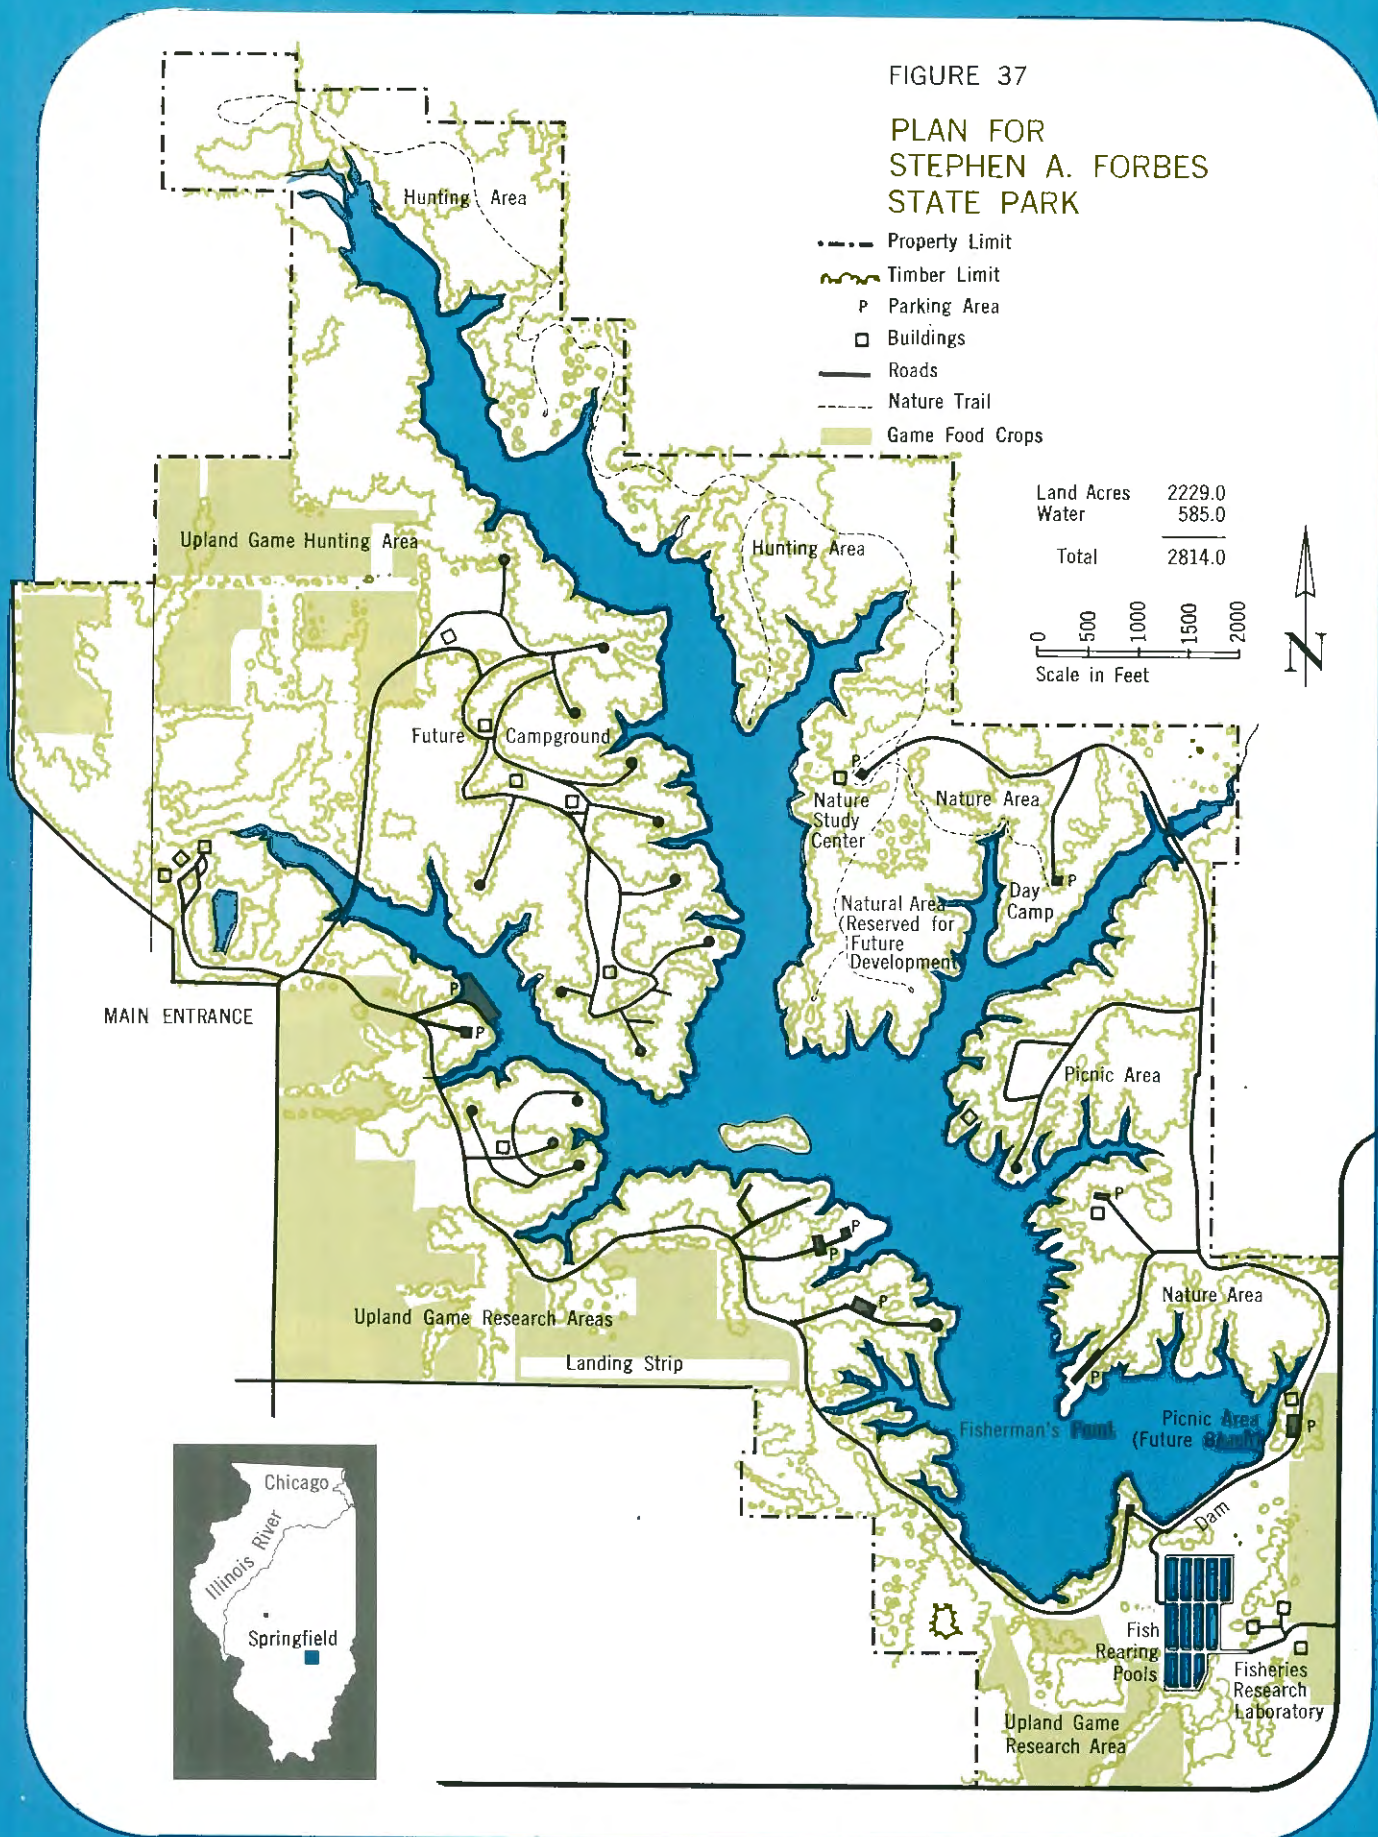 FIGURE 37
PLAN FOR
STEPHEN A. FORBES
STATE PARK
Property Limit
Timber Limit
P Parking Area
Buildings
Roads
Nature Trail
Game Food Crops
Land Acres 2229.0
Water 585.0
Total 2814.0
0 500 1000 1500 2000
Scale in Feet
N
Hunting Area
Upland Game Hunting Area
Hunting Area
Future Campground
P
Nature
Study
Center
Nature Area
P
Day
Camp
Natural Area
(Reserved for
Future
Development
P
P
MAIN ENTRANCE
Picnic Area
P
P
P
P
Nature Area
Upland Game Research Areas
Landing Strip
P
Fisherman's Point
Picnic Area
(Future Beach)
P
Dam
Chicago
Illinois River
Springfield
Fish
Rearing
Pools
Fisheries
Research
Laboratory
Upland Game
Research Area